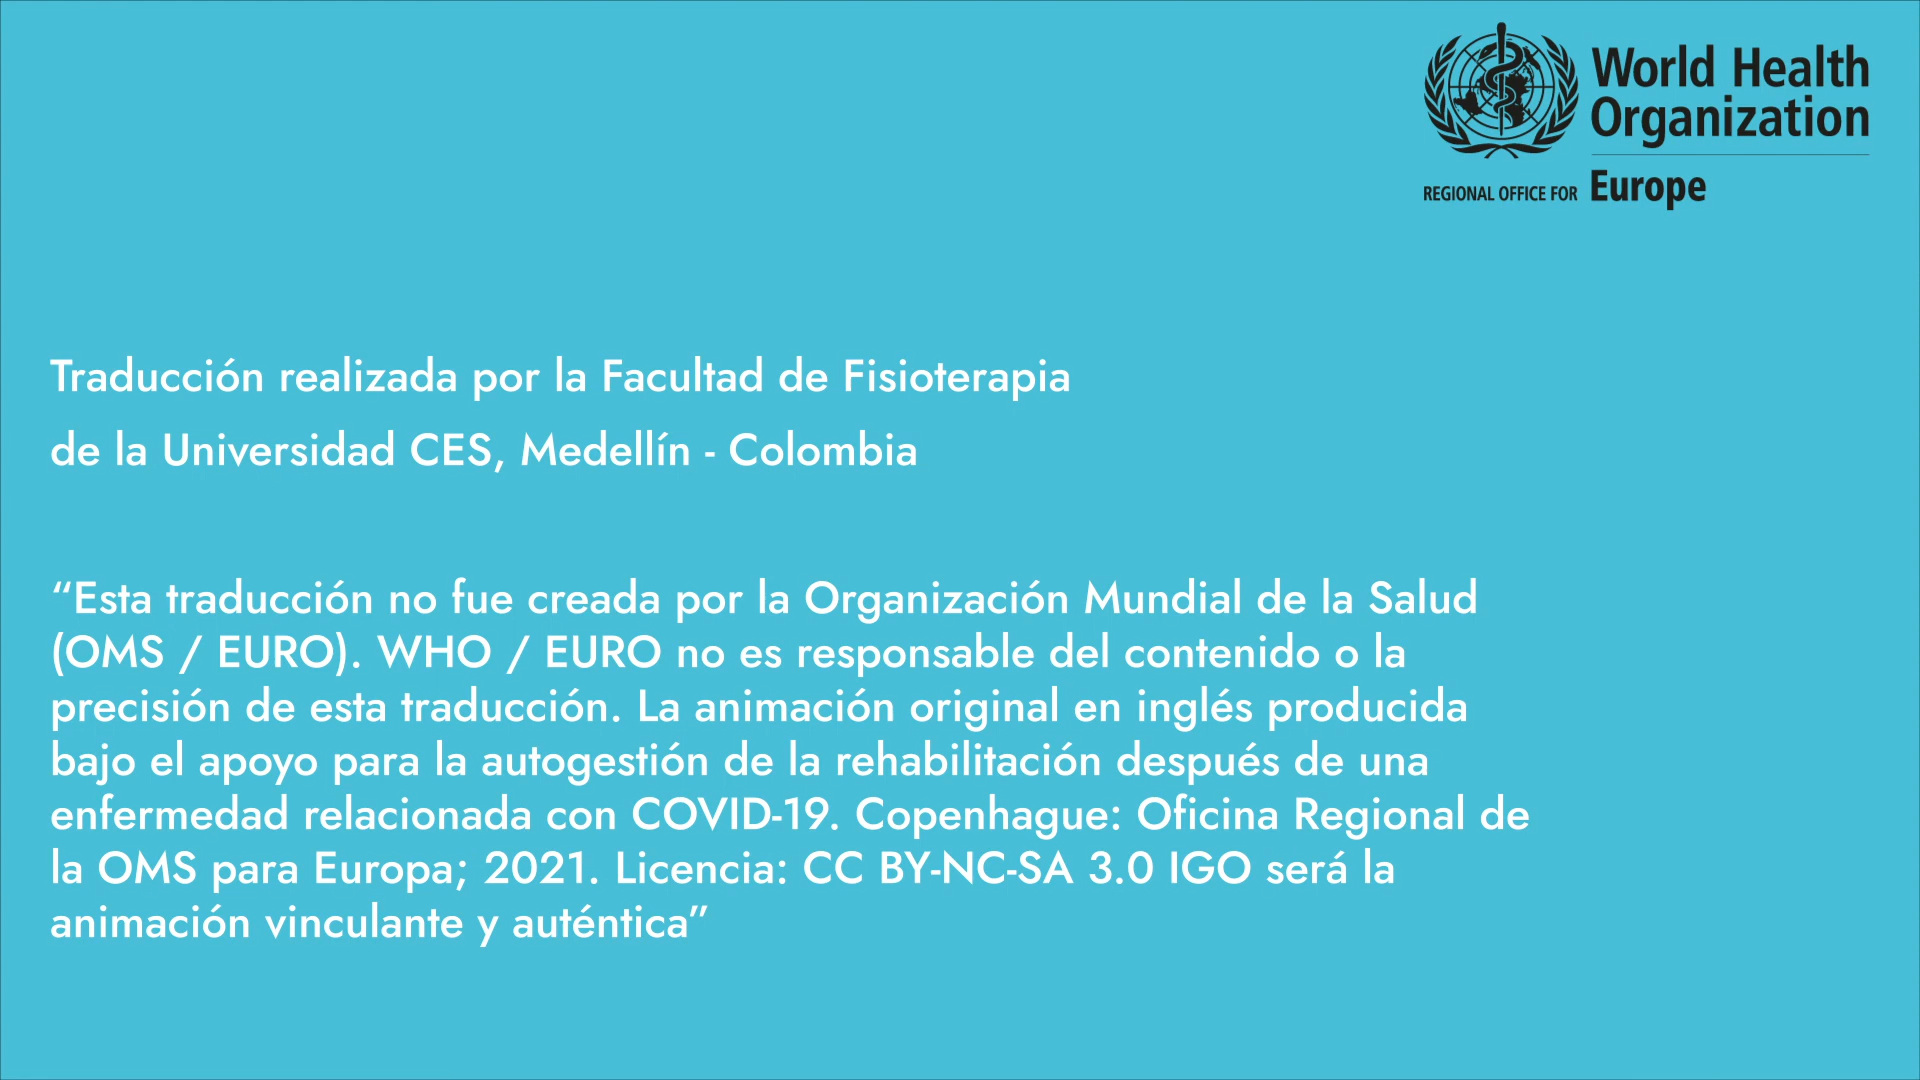 World Health
Organization
REGIONAL OFFICE FOR Europe
Traducción realizada por la Facultad de Fisioterapia
de la Universidad CES, Medellín - Colombia
“Esta traducción no fue creada por la Organización Mundial de la Salud
(OMS / EURO). WHO / EURO no es responsable del contenido o la
precisión de esta traducción. La animación original en inglés producida
bajo el apoyo para la autogestión de la rehabilitación después de una
enfermedad relacionada con COVID-19. Copenhague: Oficina Regional de
la OMS para Europa; 2021. Licencia: CC BY-NC-SA 3.0 IGO será la
animación vinculante y auténtica”